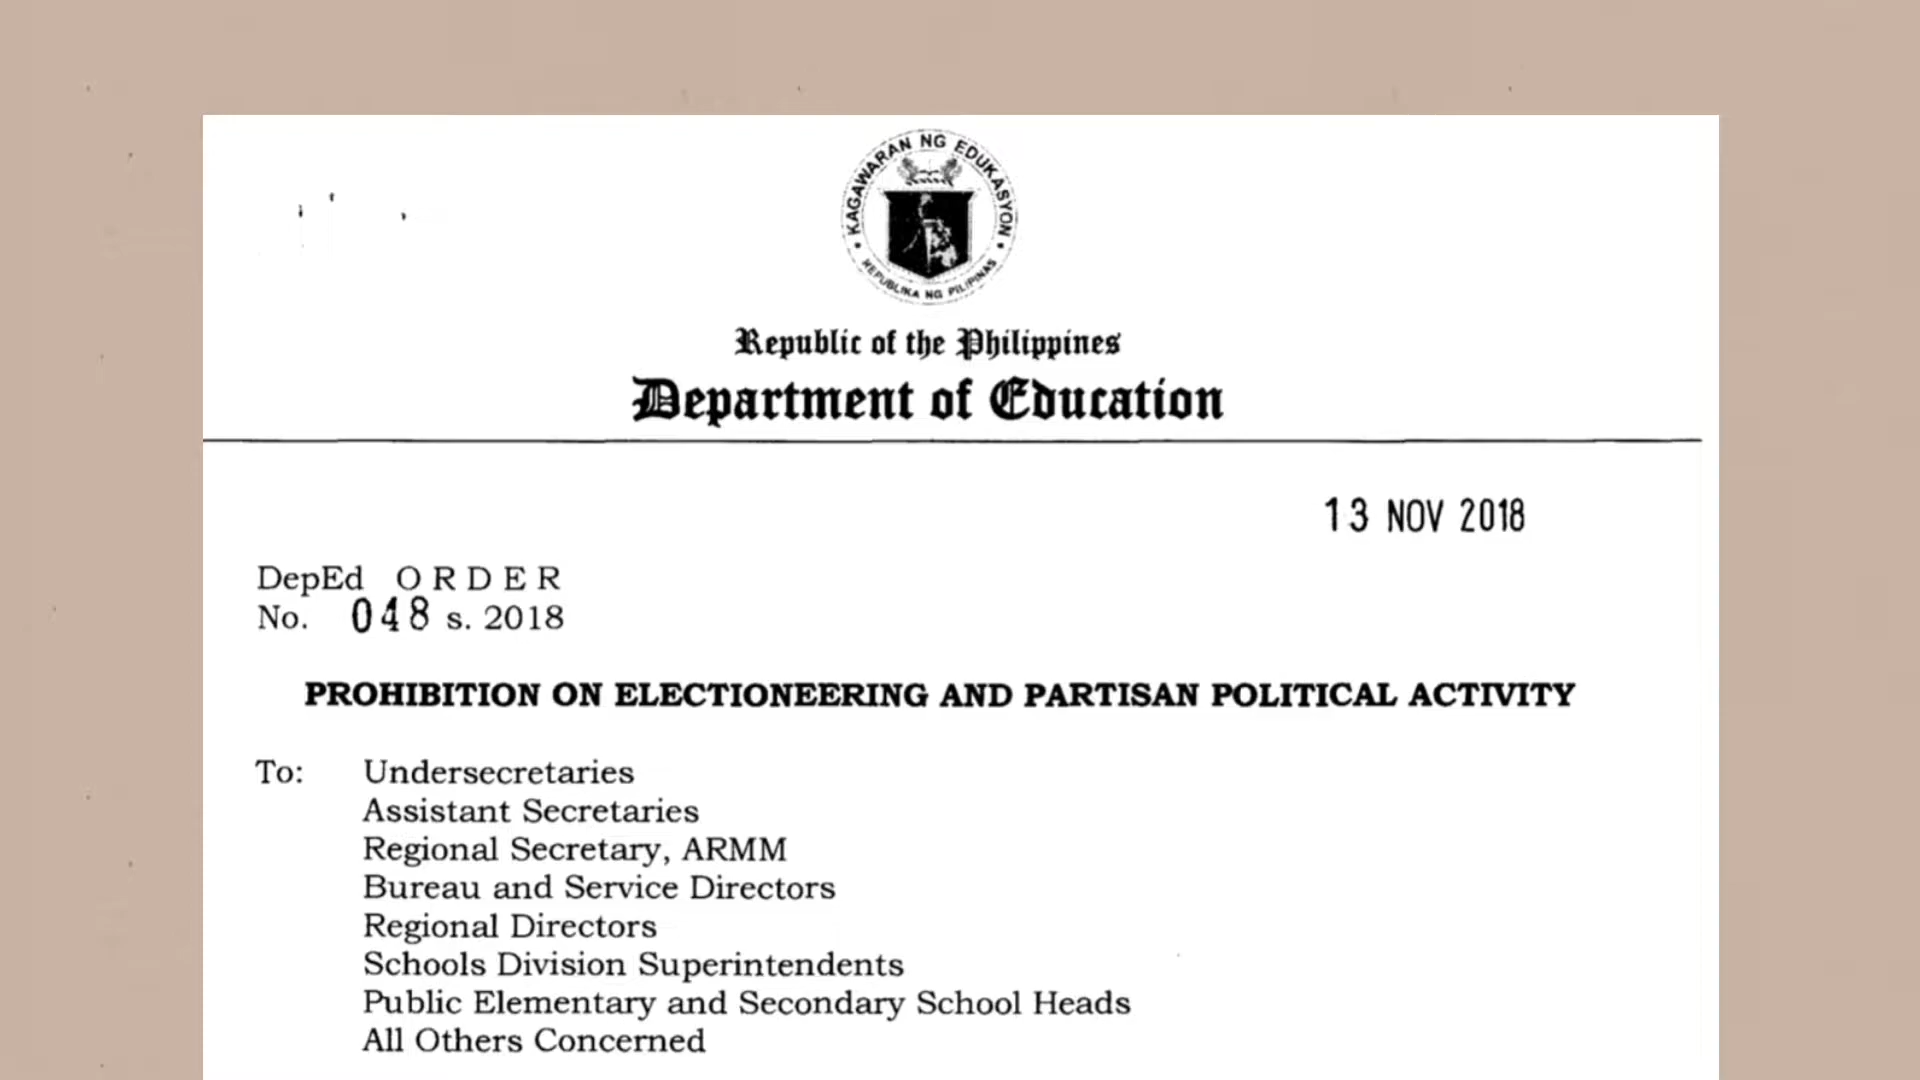 KAGAWARAN NG EDUKASYON
REPUBLIKA NG PILIPINAS
Republic of the Philippines
Department of Education
13 NOV 2018
DepEd ORDER
No. 048 s. 2018
PROHIBITION ON ELECTIONEERING AND PARTISAN POLITICAL ACTIVITY
To: Undersecretaries
Assistant Secretaries
Regional Secretary, ARMM
Bureau and Service Directors
Regional Directors
Schools Division Superintendents
Public Elementary and Secondary School Heads
All Others Concerned